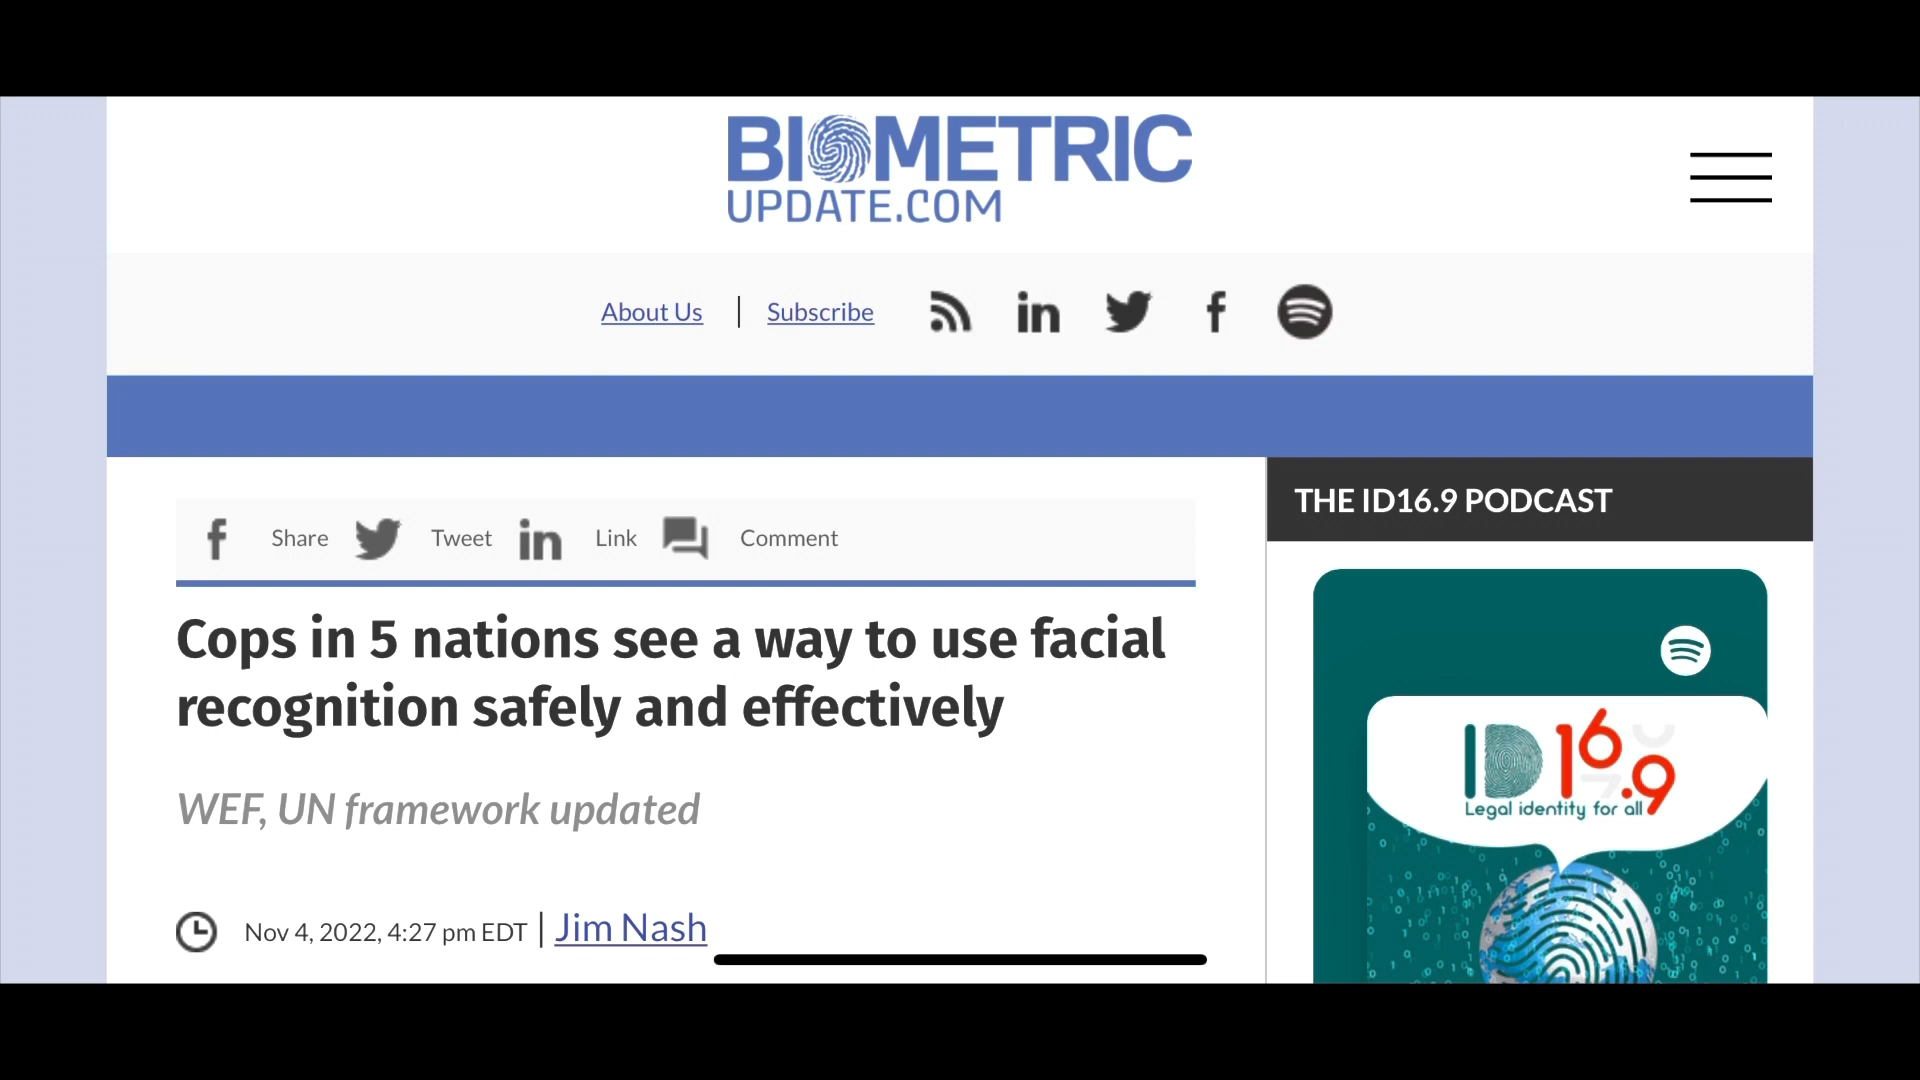 BIOMETRIC
UPDATE.COM
About Us | Subscribe
Share Tweet Link Comment
Cops in 5 nations see a way to use facial
recognition safely and effectively
WEF, UN framework updated
Nov 4, 2022, 4:27 pm EDT | Jim Nash
THE ID16.9 PODCAST
ID 16.9
Legal identity for all